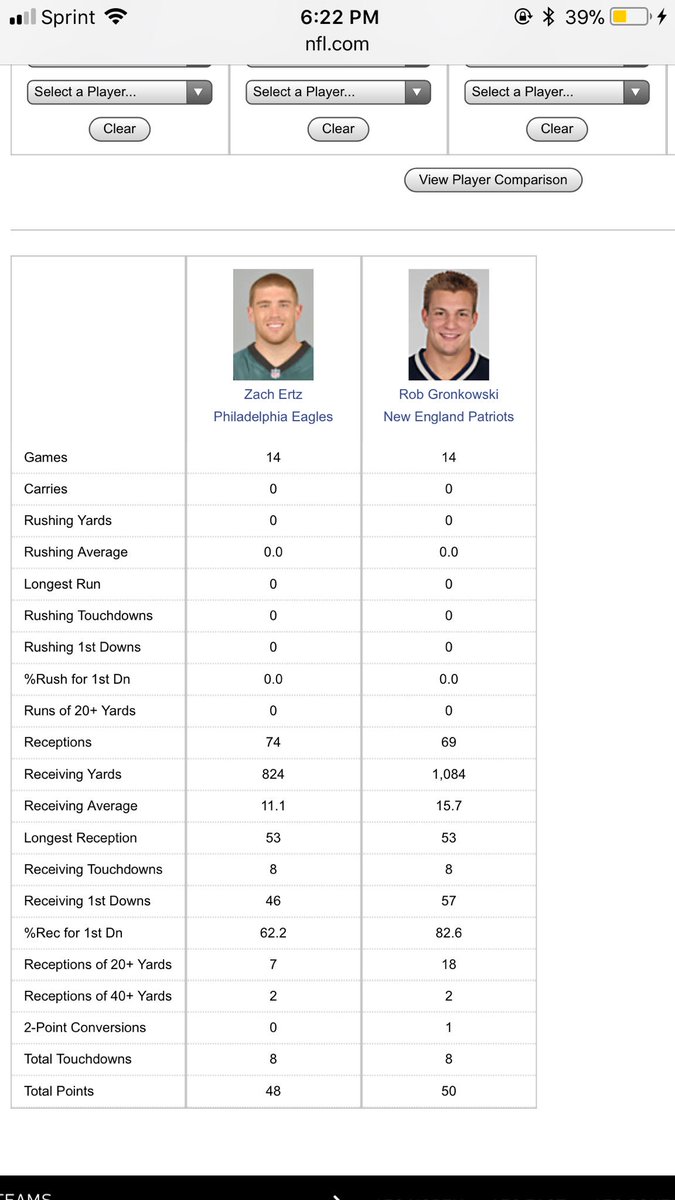 Sprint 6:22 PM 39%
nfl.com
Select a Player... Select a Player... Select a Player...
Clear Clear Clear
View Player Comparison
Zach Ertz Rob Gronkowski
Philadelphia Eagles New England Patriots
Games 14 14
Carries 0 0
Rushing Yards 0 0
Rushing Average 0.0 0.0
Longest Run 0 0
Rushing Touchdowns 0 0
Rushing 1st Downs 0 0
%Rush for 1st Dn 0.0 0.0
Runs of 20+ Yards 0 0
Receptions 74 69
Receiving Yards 824 1,084
Receiving Average 11.1 15.7
Longest Reception 53 53
Receiving Touchdowns 8 8
Receiving 1st Downs 46 57
%Rec for 1st Dn 62.2 82.6
Receptions of 20+ Yards 7 18
Receptions of 40+ Yards 2 2
2-Point Conversions 0 1
Total Touchdowns 8 8
Total Points 48 50
TEAMS